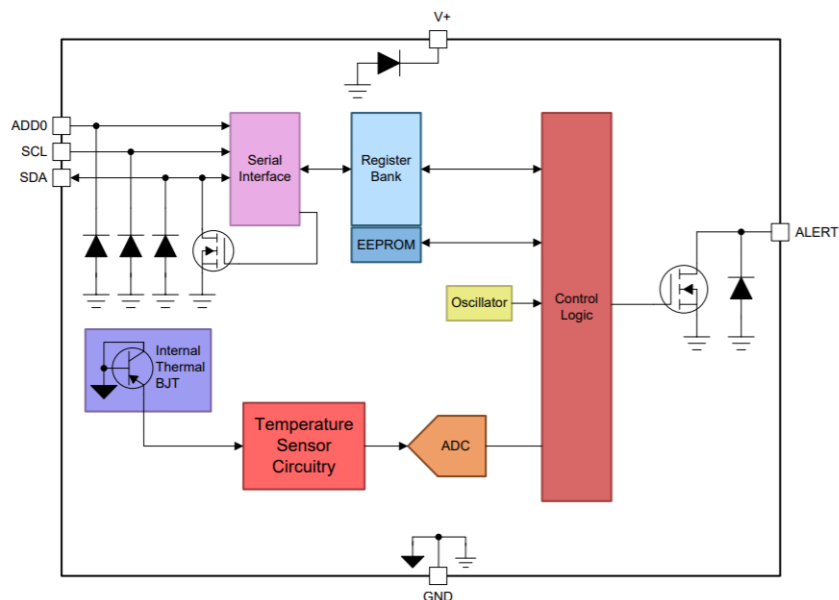 V+
ADD0
SCL
SDA
Serial
Interface
Register
Bank
EEPROM
Oscillator
Control
Logic
ALERT
Internal
Thermal
BJT
Temperature
Sensor
Circuitry
ADC
GND